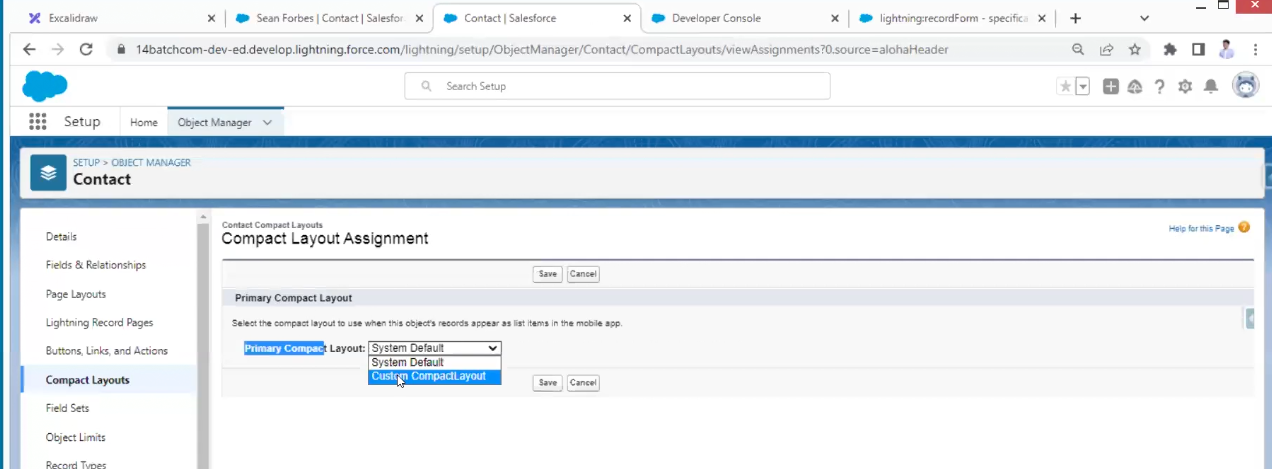 Excalidraw
Sean Forbes | Contact | Salesfor
Contact | Salesforce
Developer Console
lightning:recordForm - specifica
14batchcom-dev-ed.develop.lightning.force.com/lightning/setup/ObjectManager/Contact/CompactLayouts/viewAssignments?0.source=alohaHeader
Search Setup
Setup
Home
Object Manager
SETUP > OBJECT MANAGER
Contact
Details
Fields & Relationships
Page Layouts
Lightning Record Pages
Buttons, Links, and Actions
Compact Layouts
Field Sets
Object Limits
Record Types
Contact Compact Layouts
Compact Layout Assignment
Help for this Page
Save Cancel
Primary Compact Layout
Select the compact layout to use when this object's records appear as list items in the mobile app.
Primary Compact Layout: System Default
System Default
Custom CompactLayout
Save Cancel